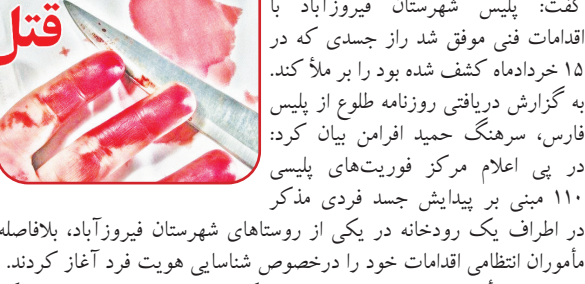 قتل
گفت: پلیس شهرستان فیروزآباد با
اقدامات فنی موفق شد راز جسدی که در
۱۵ خردادماه کشف شده بود را بر ملأ کند.
به گزارش دریافتی روزنامه طلوع از پلیس
فارس، سرهنگ حمید افرامن بیان کرد:
در پی اعلام مرکز فوریت‌های پلیسی
۱۱۰ مبنی بر پیدایش جسد فردی مذکر
در اطراف یک رودخانه در یکی از روستاهای شهرستان فیروزآباد، بلافاصله
مأموران انتظامی اقدامات خود را درخصوص شناسایی هویت فرد آغاز کردند.